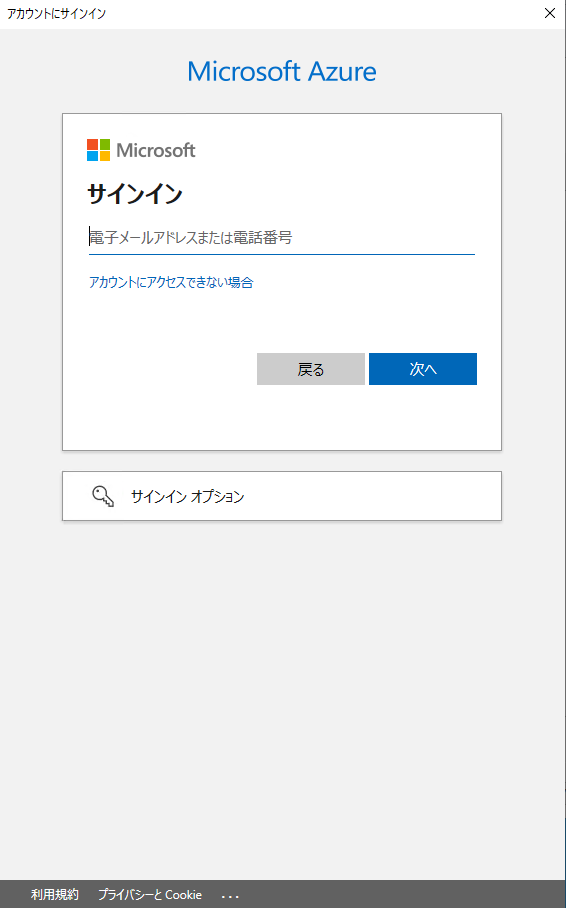 アカウントにサインイン
Microsoft Azure
Microsoft
サインイン
電子メールアドレスまたは電話番号
アカウントにアクセスできない場合
戻る 次へ
サインイン オプション
利用規約 プライバシーと Cookie ...